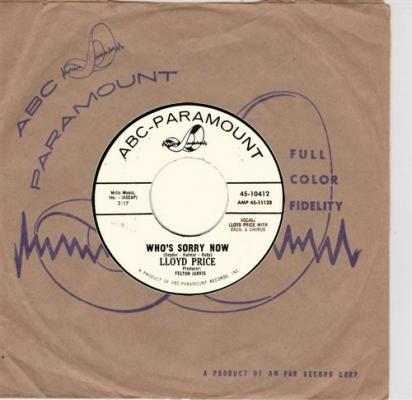 ABC
PARAMOUNT
FULL
COLOR
FIDELITY
ABC-PARAMOUNT
Mills Music,
Inc. - (ASCAP)
2:17
45-10412
AMP 45-11128
VOCAL:
LLOYD PRICE WITH
ORCH. & CHORUS
WHO'S SORRY NOW
(Snyder - Kalmar - Ruby)
LLOYD PRICE
Producer:
FELTON JARVIS
A PRODUCT OF ABC-PARAMOUNT RECORDS, INC.
A PRODUCT OF AM-PAR RECORD CORP.